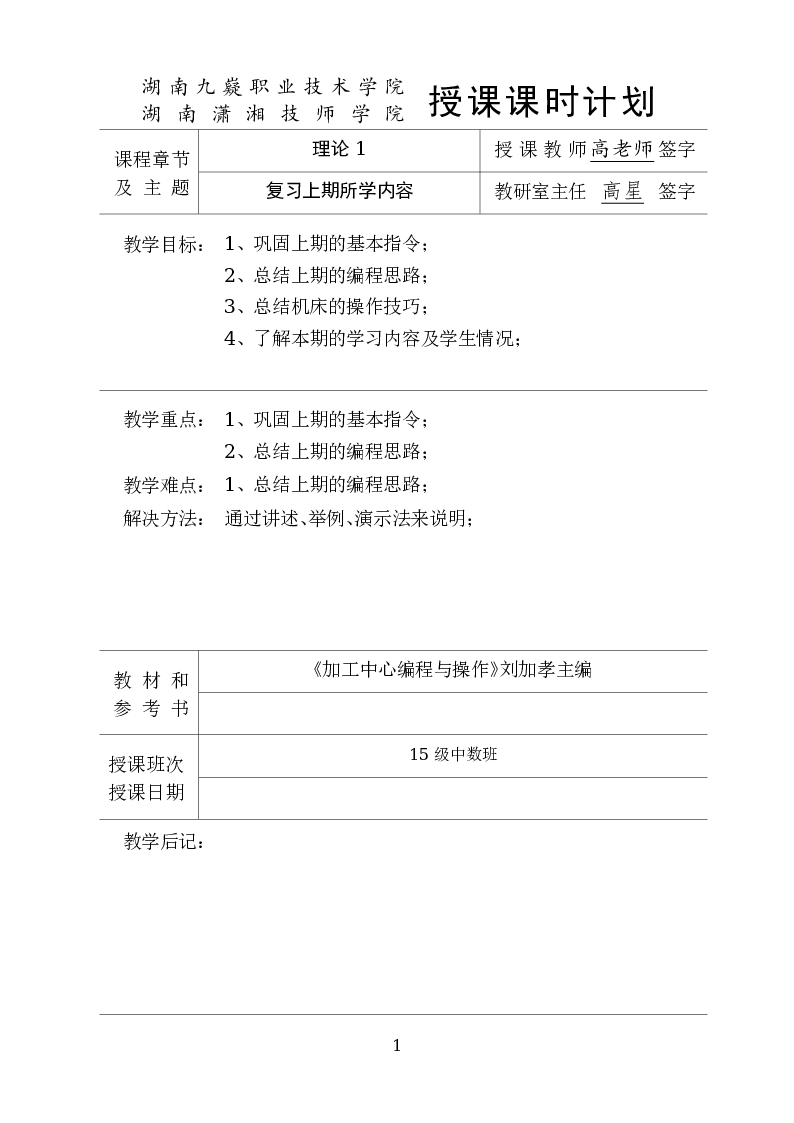 湖南九嶷职业技术学院
湖南潇湘技师学院
授课课时计划
课程章节
及主题
理论 1
授课教师高老师签字
复习上期所学内容
教研室主任 高星 签字
教学目标： 1、巩固上期的基本指令；
2、总结上期的编程思路；
3、总结机床的操作技巧；
4、了解本期的学习内容及学生情况；
教学重点： 1、巩固上期的基本指令；
2、总结上期的编程思路；
教学难点： 1、总结上期的编程思路；
解决方法： 通过讲述、举例、演示法来说明；
教材和
参考书
《加工中心编程与操作》刘加孝主编
授课班次
15 级中数班
授课日期
教学后记：
1